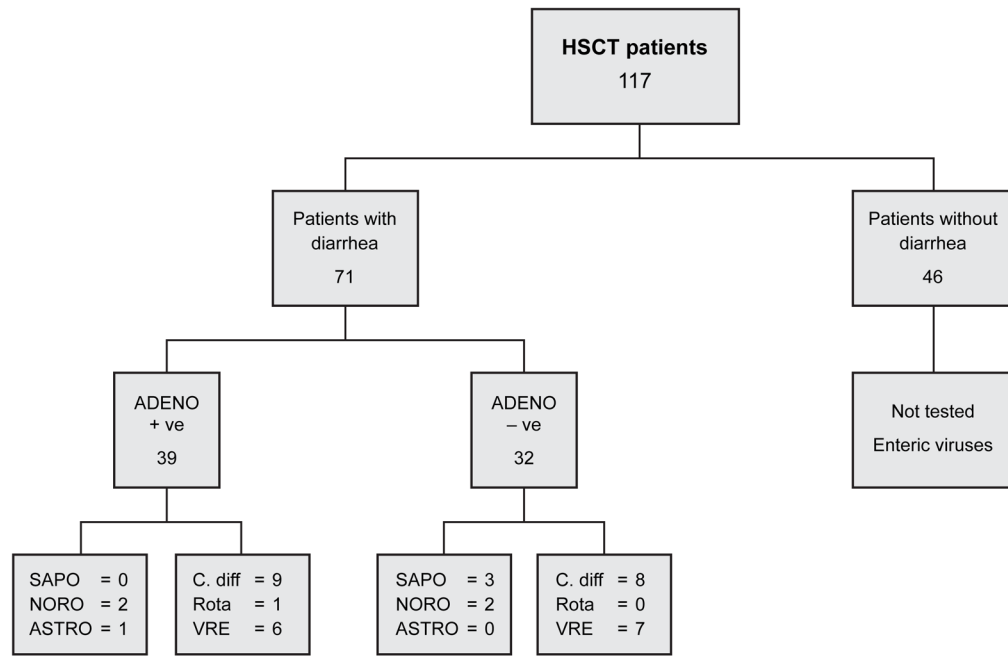 HSCT patients
117
Patients with
diarrhea
71
Patients without
diarrhea
46
ADENO
+ ve
39
ADENO
– ve
32
Not tested
Enteric viruses
SAPO = 0
NORO = 2
ASTRO = 1
C. diff = 9
Rota = 1
VRE = 6
SAPO = 3
NORO = 2
ASTRO = 0
C. diff = 8
Rota = 0
VRE = 7